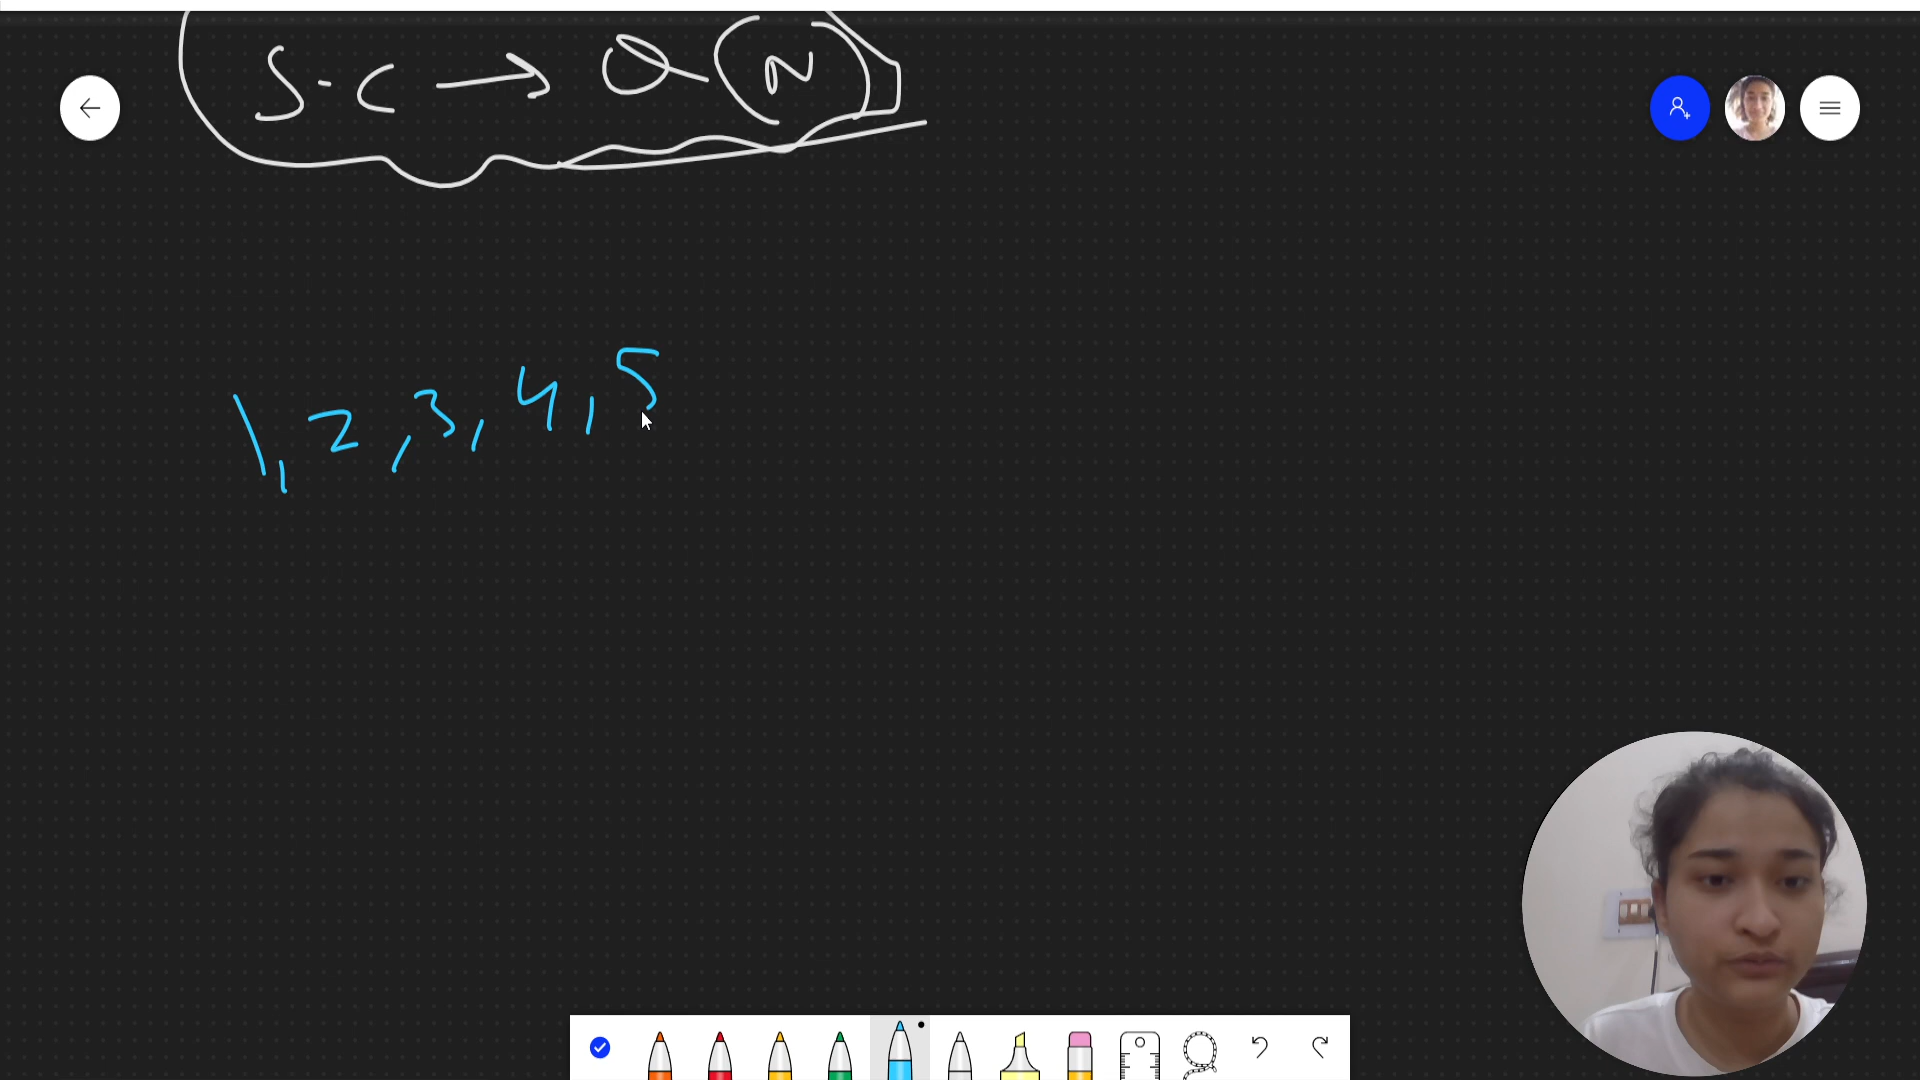 S.C → O(N)
1, 2, 3, 4, 5